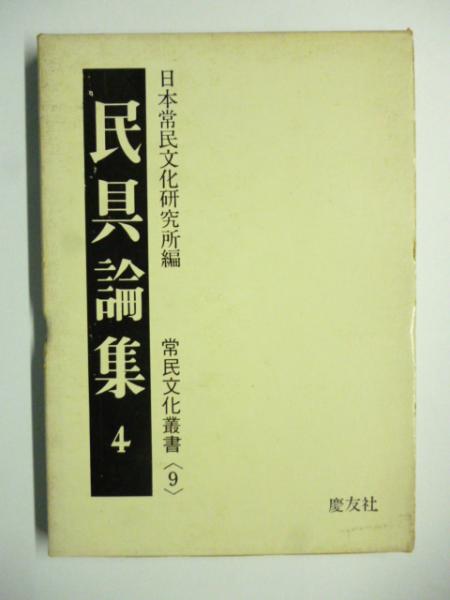 民具論集 4
日本常民文化研究所編
常民文化叢書〈9〉
慶友社